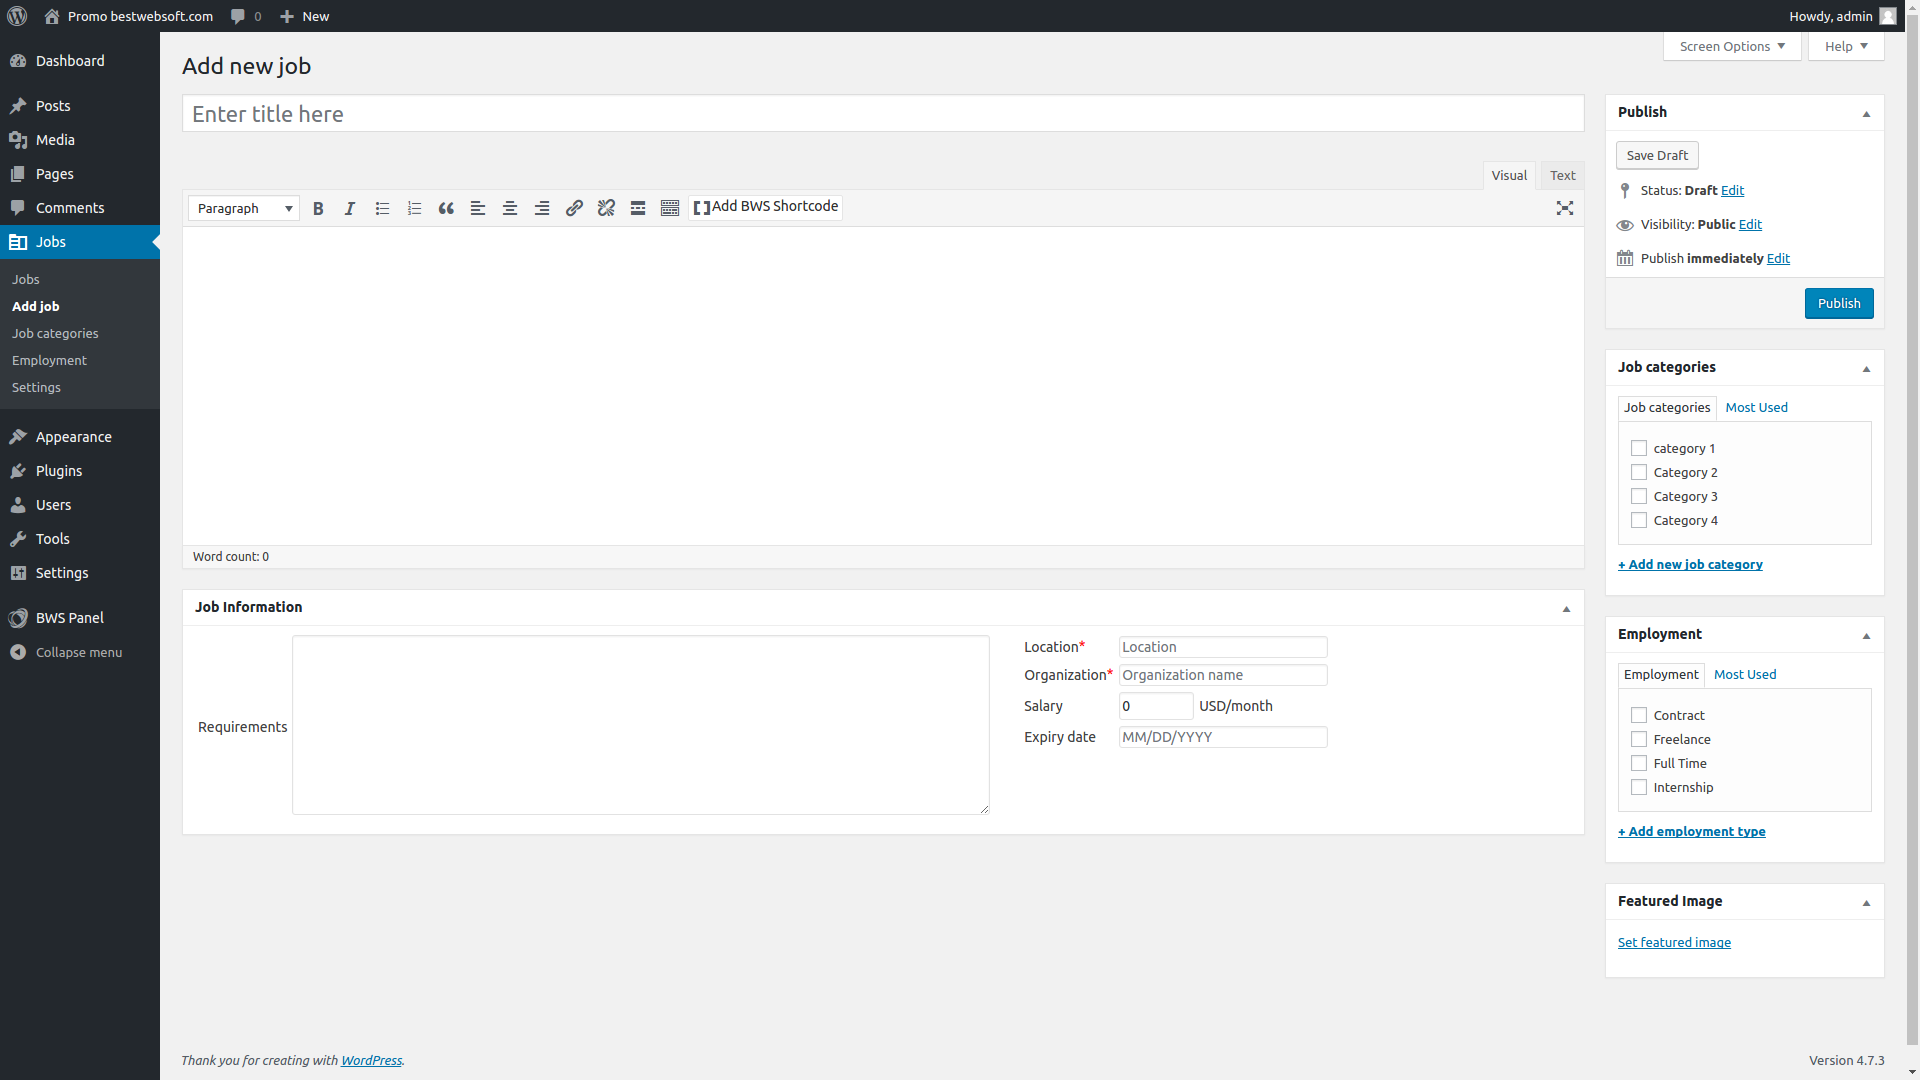 Promo bestwebsoft.com 0 New Howdy, admin
Dashboard
Posts
Media
Pages
Comments
Jobs
Jobs
Add job
Job categories
Employment
Settings
Appearance
Plugins
Users
Tools
Settings
BWS Panel
Collapse menu
Screen Options Help
Add new job
Enter title here
Visual Text
Paragraph B I Add BWS Shortcode
Word count: 0
Job Information
Requirements
Location* Location
Organization* Organization name
Salary 0 USD/month
Expiry date MM/DD/YYYY
Publish
Save Draft
Status: Draft Edit
Visibility: Public Edit
Publish immediately Edit
Publish
Job categories
Job categories Most Used
category 1
Category 2
Category 3
Category 4
+ Add new job category
Employment
Employment Most Used
Contract
Freelance
Full Time
Internship
+ Add employment type
Featured Image
Set featured image
Thank you for creating with WordPress.
Version 4.7.3